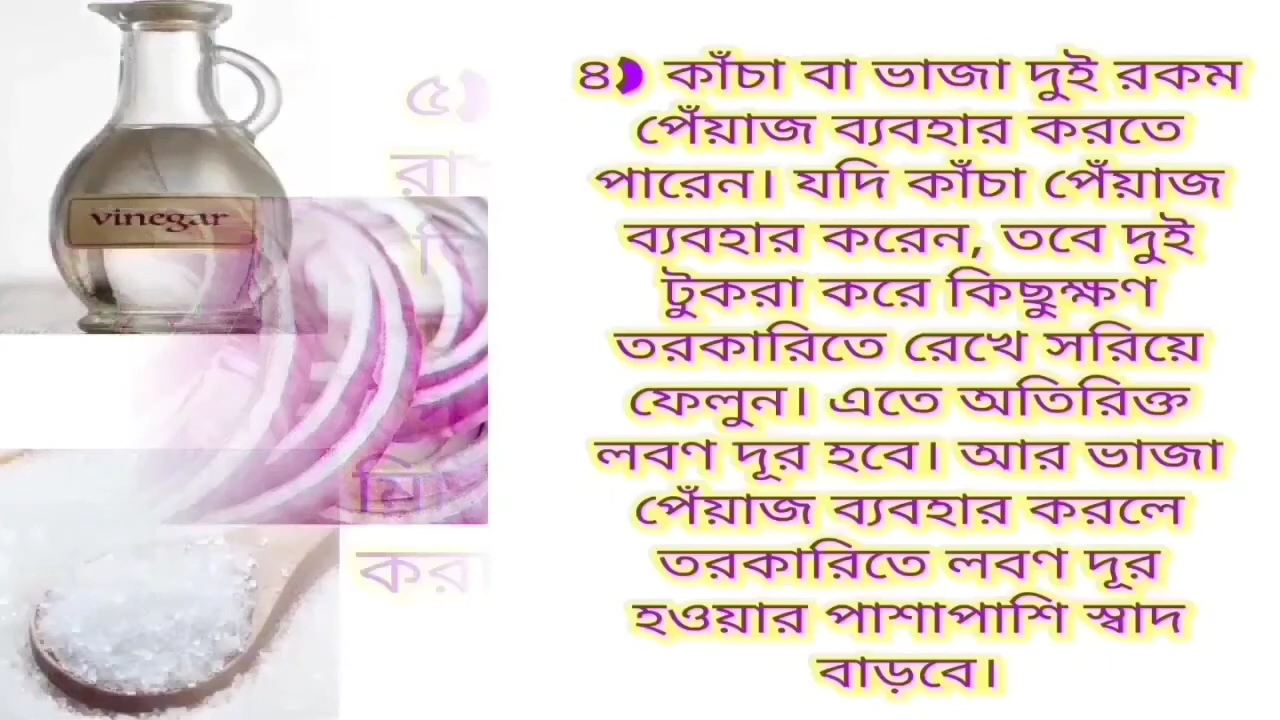 vinegar
৪) কাঁচা বা ভাজা দুই রকম
পেঁয়াজ ব্যবহার করতে
পারেন। যদি কাঁচা পেঁয়াজ
ব্যবহার করেন, তবে দুই
টুকরা করে কিছুক্ষণ
তরকারিতে রেখে সরিয়ে
ফেলুন। এতে অতিরিক্ত
লবণ দূর হবে। আর ভাজা
পেঁয়াজ ব্যবহার করলে
তরকারিতে লবণ দূর
হওয়ার পাশাপাশি স্বাদ
বাড়বে।
৫)